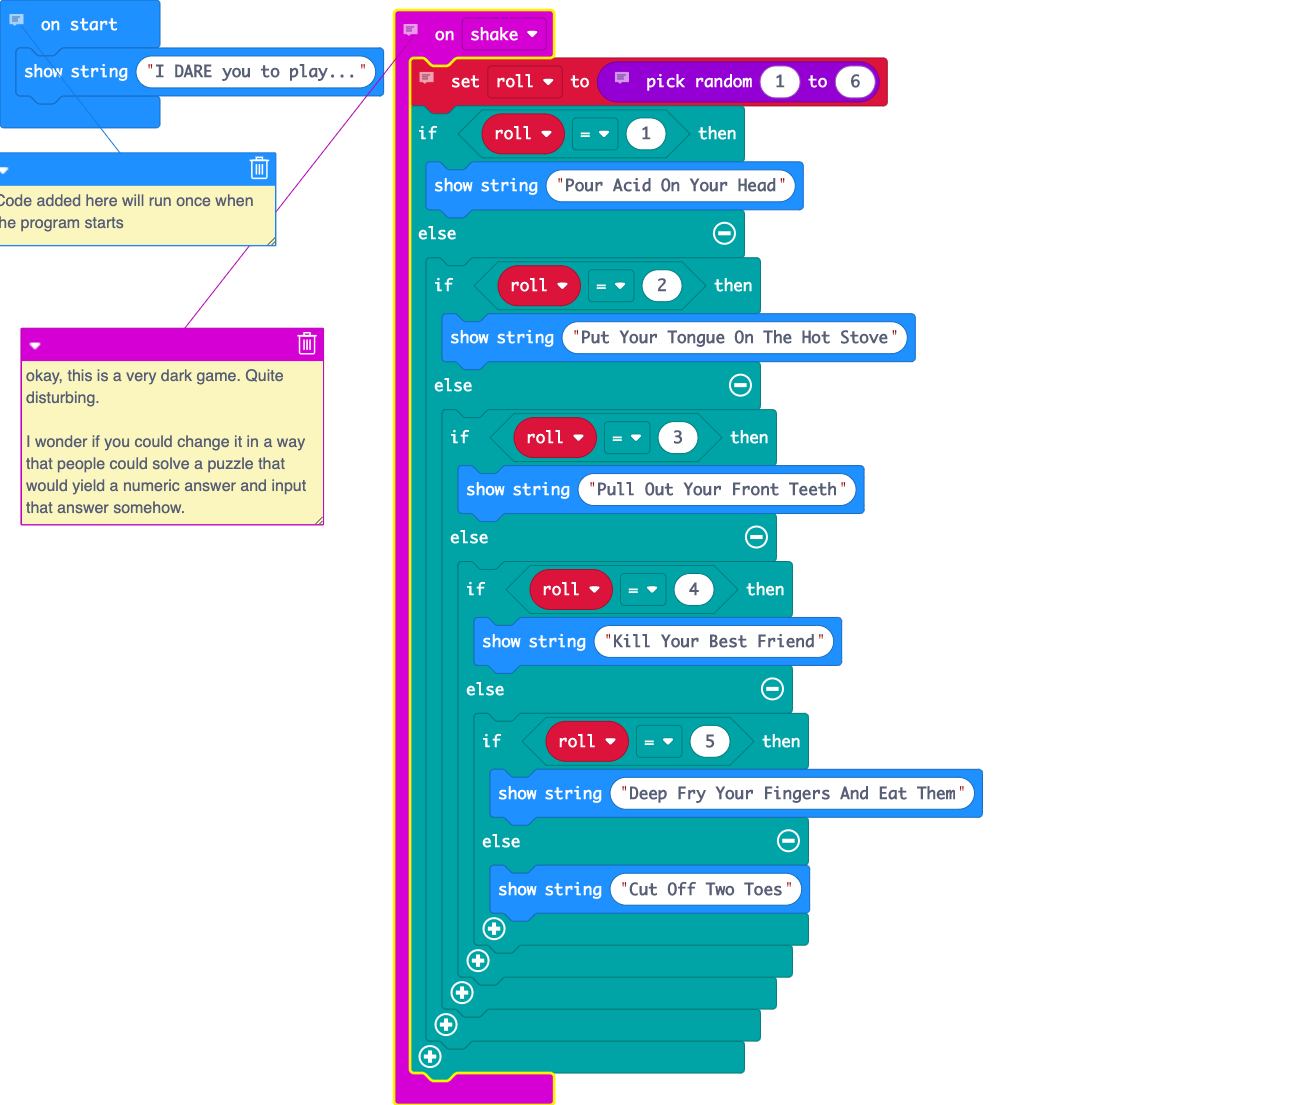 on start
show string "I DARE you to play..."
Code added here will run once when
the program starts
okay, this is a very dark game. Quite
disturbing.
I wonder if you could change it in a way
that people could solve a puzzle that
would yield a numeric answer and input
that answer somehow.
on shake
set roll to pick random 1 to 6
if roll = 1 then
show string "Pour Acid On Your Head"
else
if roll = 2 then
show string "Put Your Tongue On The Hot Stove"
else
if roll = 3 then
show string "Pull Out Your Front Teeth"
else
if roll = 4 then
show string "Kill Your Best Friend"
else
if roll = 5 then
show string "Deep Fry Your Fingers And Eat Them"
else
show string "Cut Off Two Toes"